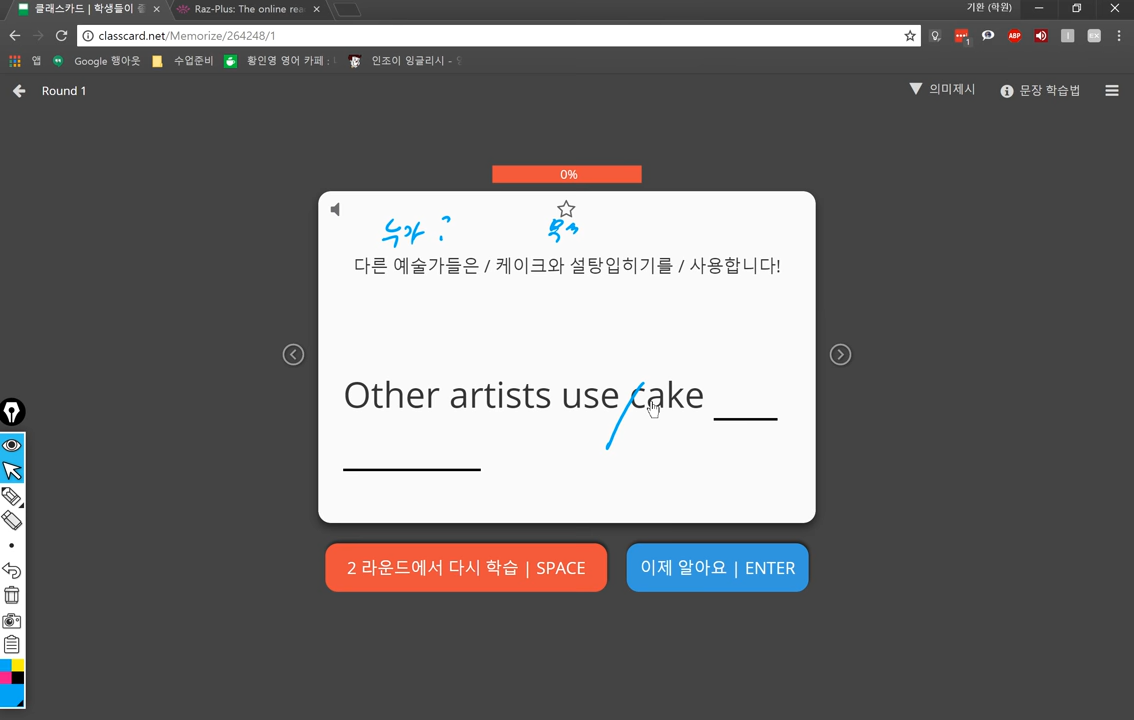 클래스카드 | 학생들이
Raz-Plus: The online rea
기환 (학원)
classcard.net/Memorize/264248/1
앱 Google 행아웃 수업준비 황인영 영어 카페 : 인조이 잉글리시 -
Round 1
의미제시
문장 학습법
0%
누가 ?
다른 예술가들은 / 케이크와 설탕입히기를 / 사용합니다!
Other artists use cake
2 라운드에서 다시 학습 | SPACE
이제 알아요 | ENTER